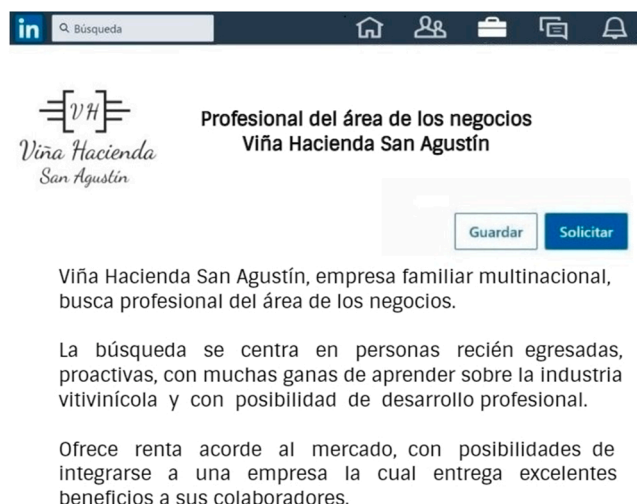 in Búsqueda
VH
Viña Hacienda
San Agustín
Profesional del área de los negocios
Viña Hacienda San Agustín
Guardar Solicitar
Viña Hacienda San Agustín, empresa familiar multinacional,
busca profesional del área de los negocios.
La búsqueda se centra en personas recién egresadas,
proactivas, con muchas ganas de aprender sobre la industria
vitivinícola y con posibilidad de desarrollo profesional.
Ofrece renta acorde al mercado, con posibilidades de
integrarse a una empresa la cual entrega excelentes
beneficios a sus colaboradores.